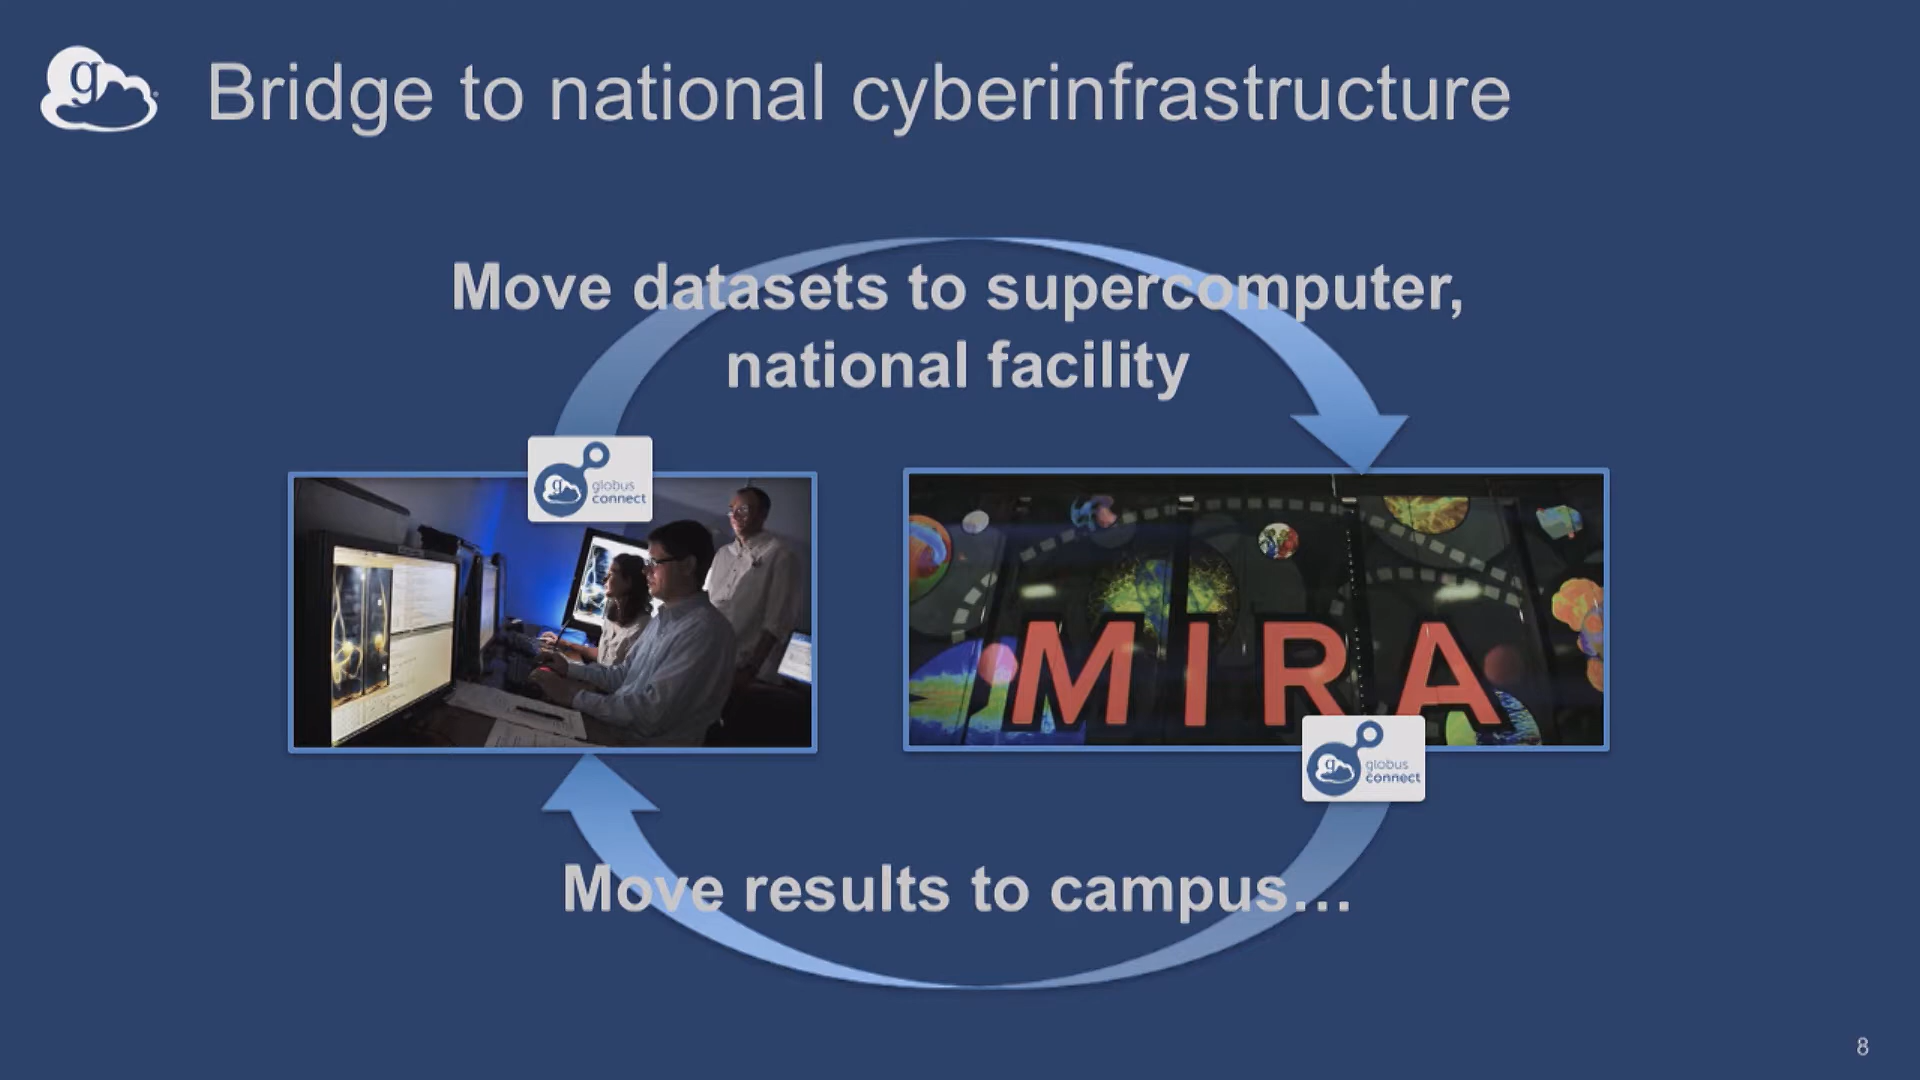 g
Bridge to national cyberinfrastructure
Move datasets to supercomputer,
national facility
g
globus
connect
MIRA
g
globus
connect
Move results to campus…
8